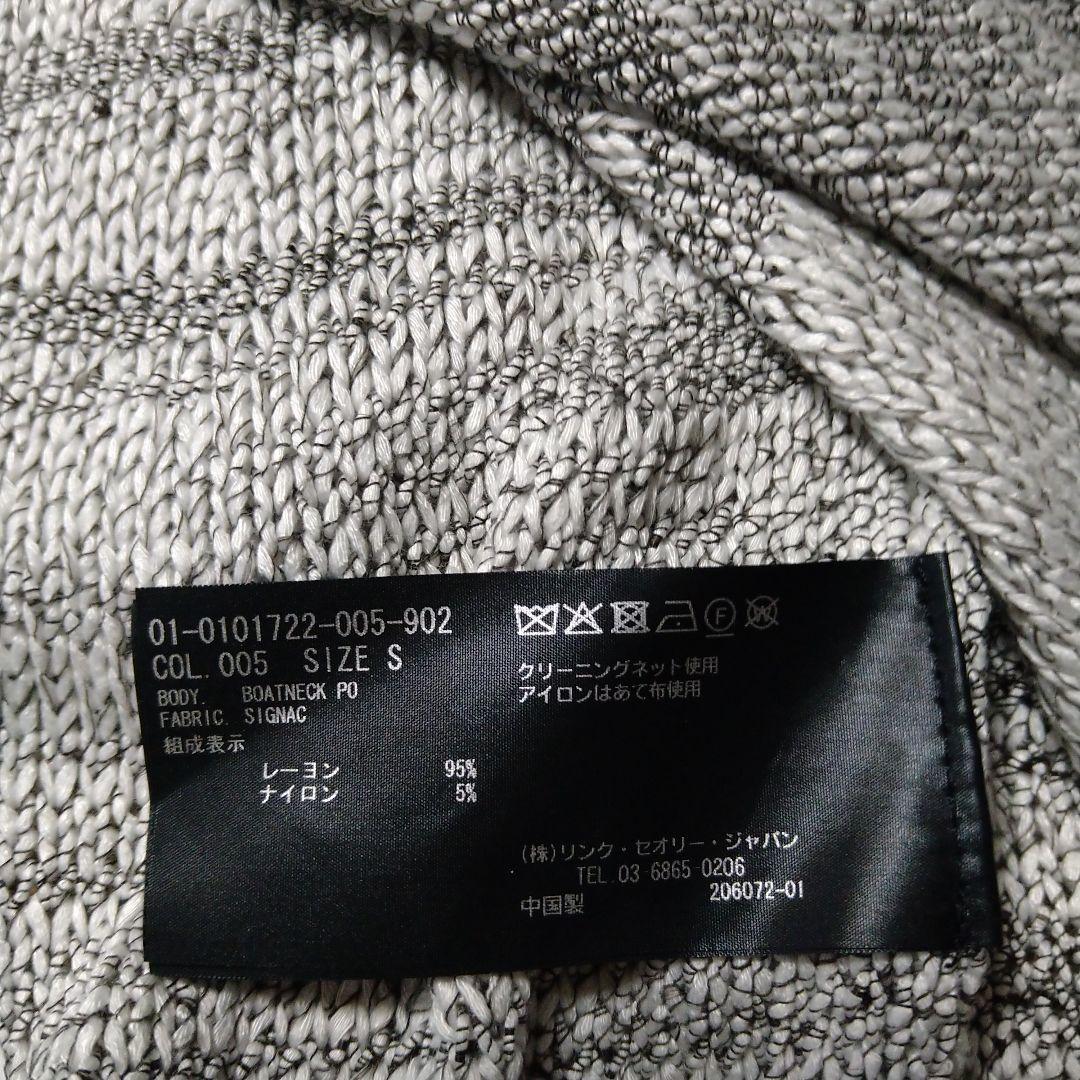 01-0101722-005-902
COL. 005 SIZE S
BODY. BOATNECK PO
FABRIC. SIGNAC
組成表示
レーヨン 95%
ナイロン 5%
F W
クリーニングネット使用
アイロンはあて布使用
(株)リンク・セオリー・ジャパン
TEL.03-6865-0206
206072-01
中国製